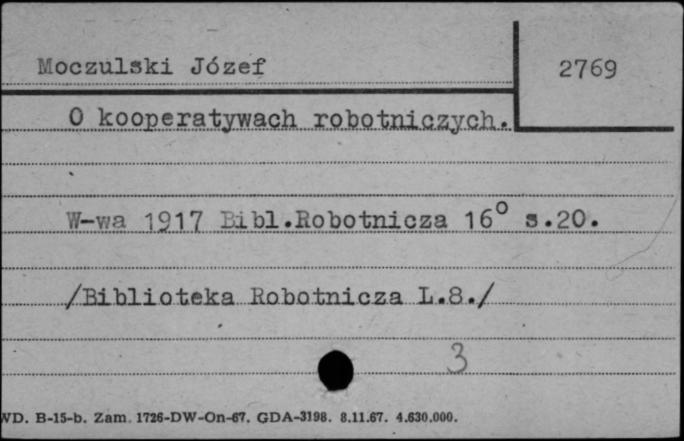 Moczulski Józef
2769
O kooperatywach robotniczych.
W-wa 1917 Bibl.Robotnicza 16° s.20.
/Biblioteka Robotnicza L.8./
3
WD. B-15-b. Zam. 1726-DW-On-67. GDA-3198. 8.11.67. 4.630.000.